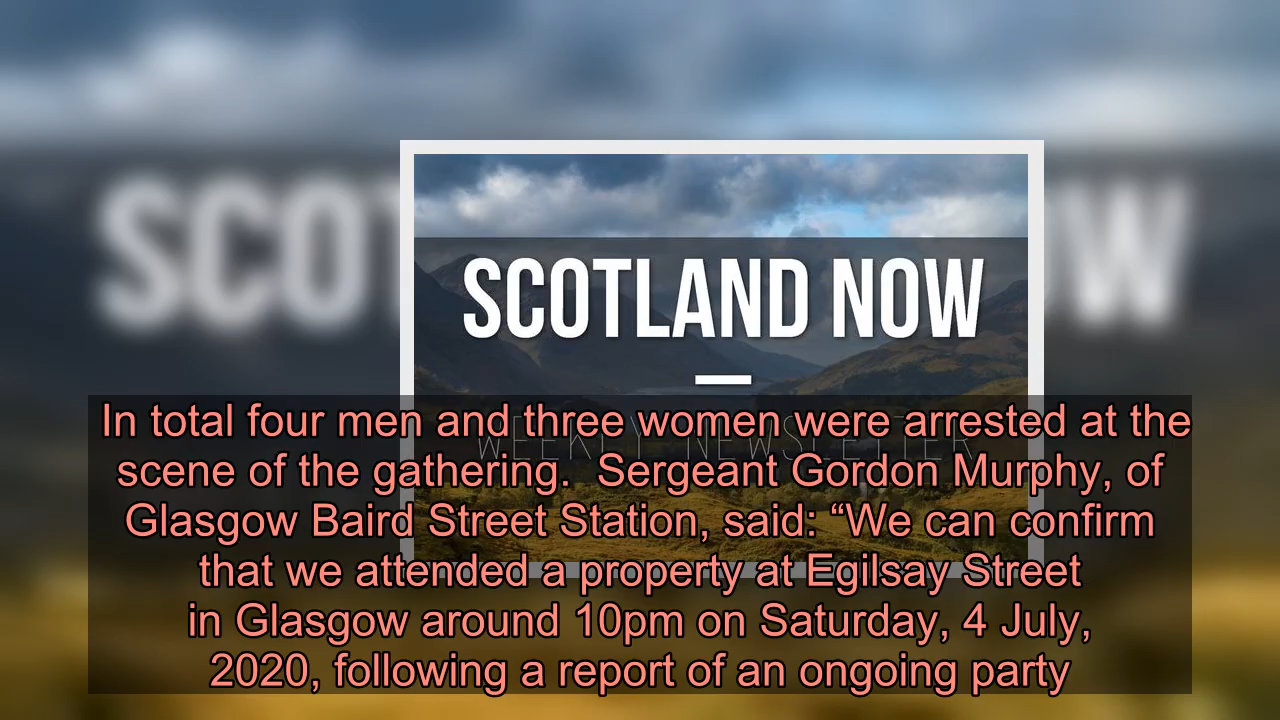 SCOTLAND NOW
WEEKLY NEWSLETTER
In total four men and three women were arrested at the
scene of the gathering.  Sergeant Gordon Murphy, of
Glasgow Baird Street Station, said: “We can confirm
that we attended a property at Egilsay Street
in Glasgow around 10pm on Saturday, 4 July,
2020, following a report of an ongoing party